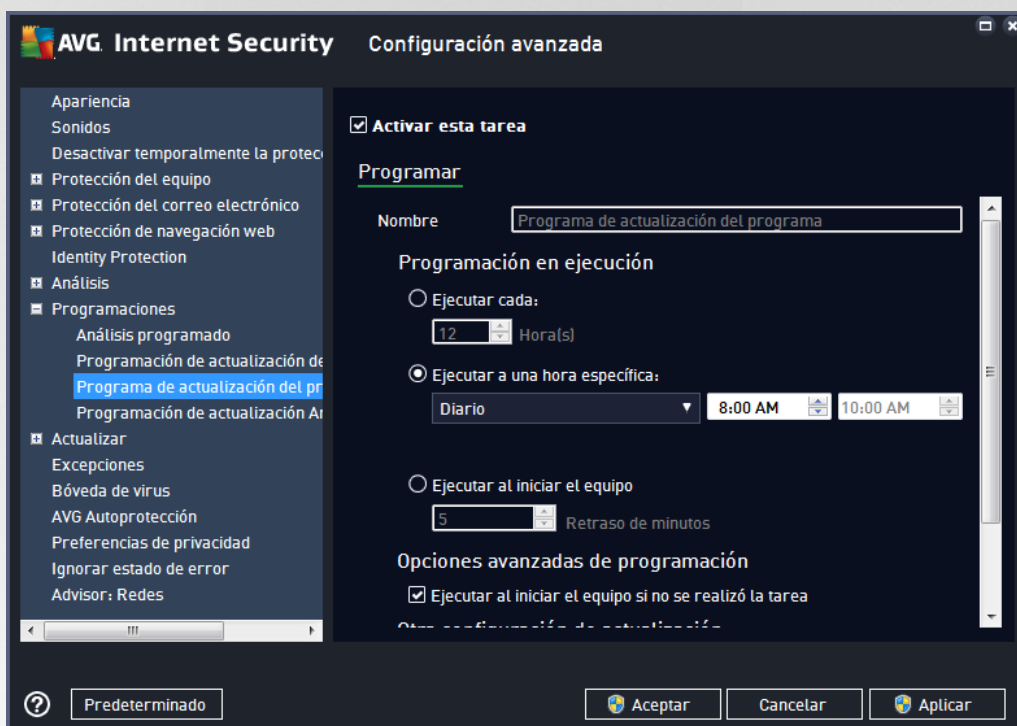 AVG. Internet Security
Configuración avanzada
Apariencia
Sonidos
Desactivar temporalmente la protec
Protección del equipo
Protección del correo electrónico
Protección de navegación web
Identity Protection
Análisis
Programaciones
Análisis programado
Programación de actualización de
Programa de actualización del pr
Programación de actualización
Actualizar
Excepciones
Bóveda de virus
AVG Autoprotección
Preferencias de privacidad
Ignorar estado de error
Advisor: Redes
Activar esta tarea
Programar
Nombre
Programa de actualización del programa
Programación en ejecución
Ejecutar cada:
12 Hora(s)
Ejecutar a una hora específica:
Diario 8:00 AM 10:00 AM
Ejecutar al iniciar el equipo
5 Retraso de minutos
Opciones avanzadas de programación
Ejecutar al iniciar el equipo si no se realizó la tarea
Otra configuración de actualización
? Predeterminado Aceptar Cancelar Aplicar